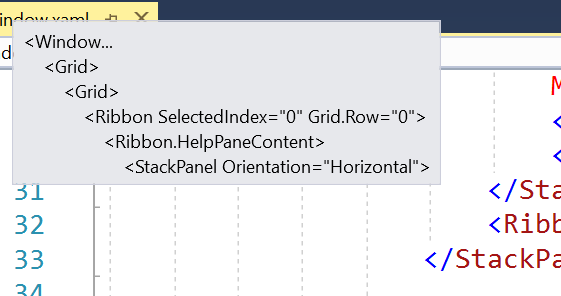 indow.xaml
<Window...
<Grid>
<Grid>
<Ribbon SelectedIndex="0" Grid.Row="0">
<Ribbon.HelpPaneContent>
<StackPanel Orientation="Horizontal">
M
<
<
31 </Sta
32 <Ribb
33 </StackPa
34